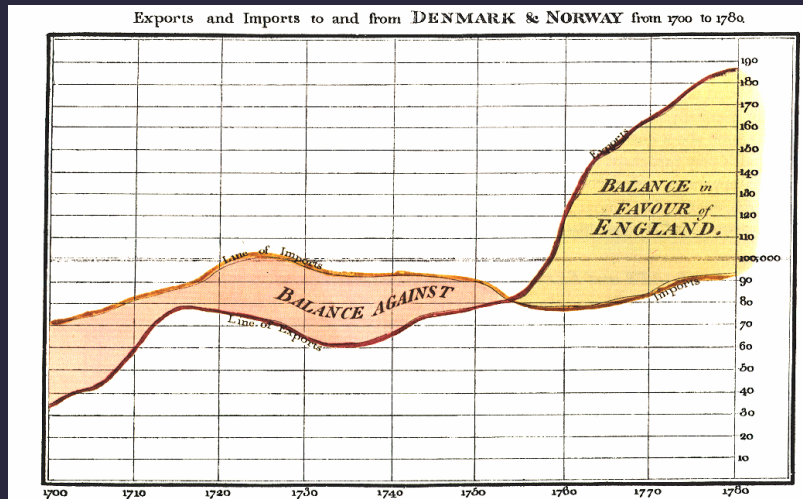 Exports and Imports to and from DENMARK & NORWAY from 1700 to 1780.
190
180
170
160
Exports
150
140
BALANCE in
130
FAVOUR of
120
ENGLAND.
110
Line of Imports
100,000
90
Imports
BALANCE AGAINST
80
Line of Exports
70
60
50
40
30
20
10
1700 1710 1720 1730 1740 1750 1760 1770 1780